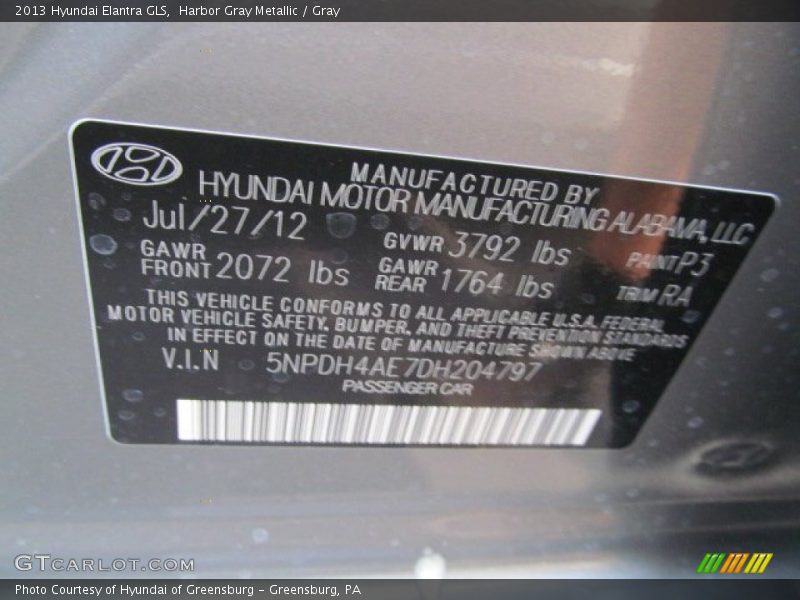 2013 Hyundai Elantra GLS,  Harbor Gray Metallic / Gray
MANUFACTURED BY
HYUNDAI MOTOR MANUFACTURING ALABAMA, LLC
Jul/27/12 GVWR 3792 lbs PAINT P3
GAWR FRONT 2072 lbs GAWR REAR 1764 lbs TRIM RA
THIS VEHICLE CONFORMS TO ALL APPLICABLE U.S.A. FEDERAL
MOTOR VEHICLE SAFETY, BUMPER, AND THEFT PREVENTION STANDARDS
IN EFFECT ON THE DATE OF MANUFACTURE SHOWN ABOVE
V.I.N 5NPDH4AE7DH204797
PASSENGER CAR
GTCARLOT.COM
Photo Courtesy of Hyundai of Greensburg - Greensburg, PA